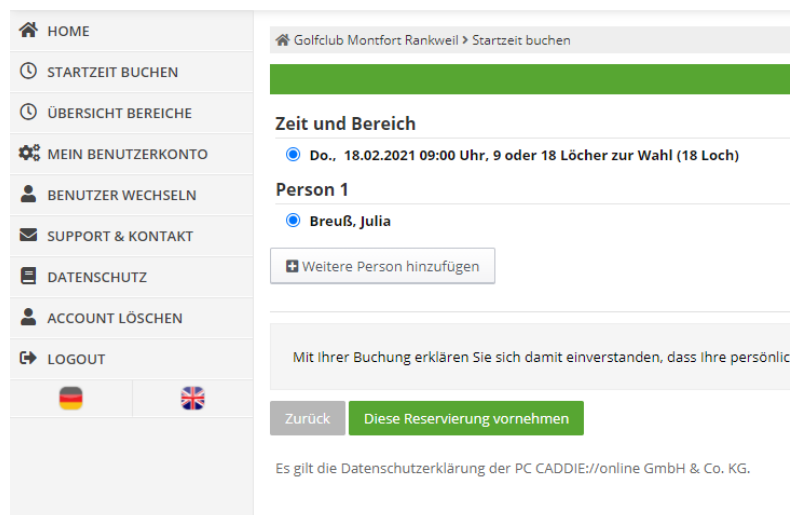 HOME
STARTZEIT BUCHEN
ÜBERSICHT BEREICHE
MEIN BENUTZERKONTO
BENUTZER WECHSELN
SUPPORT & KONTAKT
DATENSCHUTZ
ACCOUNT LÖSCHEN
LOGOUT
Golfclub Montfort Rankweil > Startzeit buchen
Zeit und Bereich
Do., 18.02.2021 09:00 Uhr, 9 oder 18 Löcher zur Wahl (18 Loch)
Person 1
Breuß, Julia
Weitere Person hinzufügen
Mit Ihrer Buchung erklären Sie sich damit einverstanden, dass Ihre persönlic
Zurück
Diese Reservierung vornehmen
Es gilt die Datenschutzerklärung der PC CADDIE://online GmbH & Co. KG.